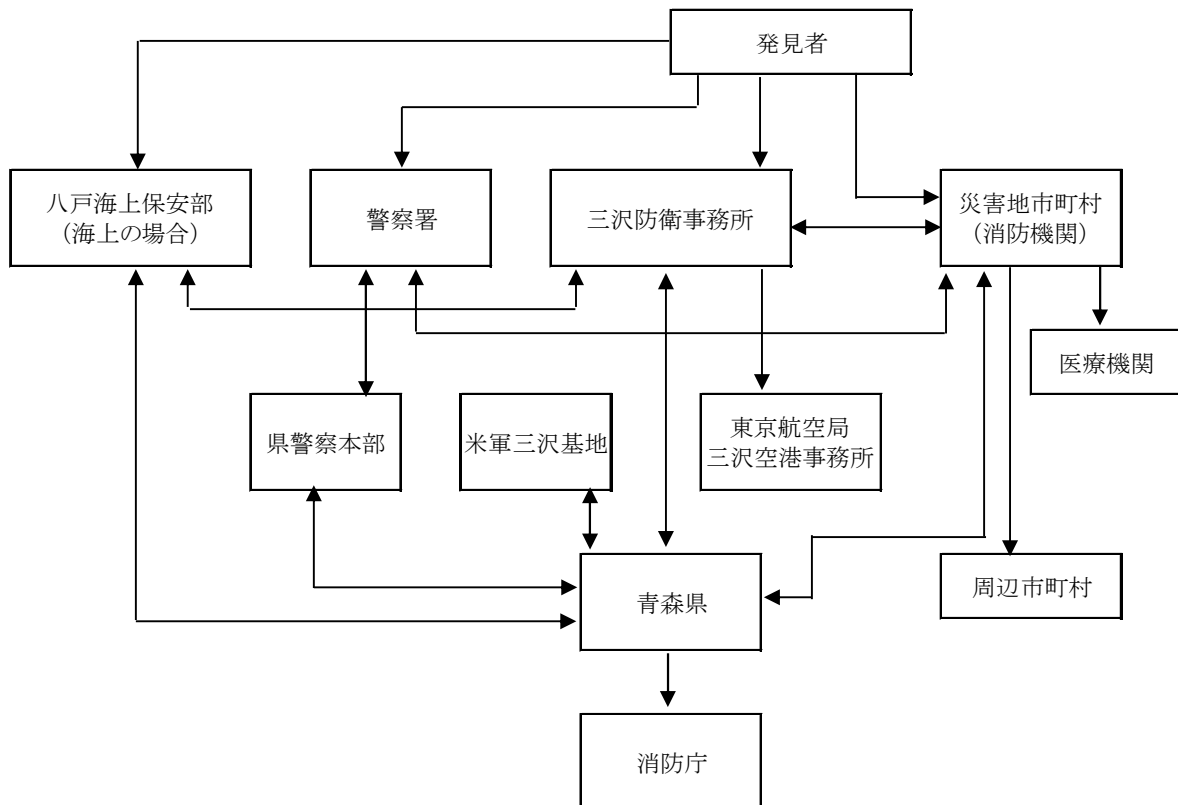 発見者
八戸海上保安部
（海上の場合）
警察署
三沢防衛事務所
災害地市町村
（消防機関）
医療機関
県警察本部
米軍三沢基地
東京航空局
三沢空港事務所
青森県
周辺市町村
消防庁